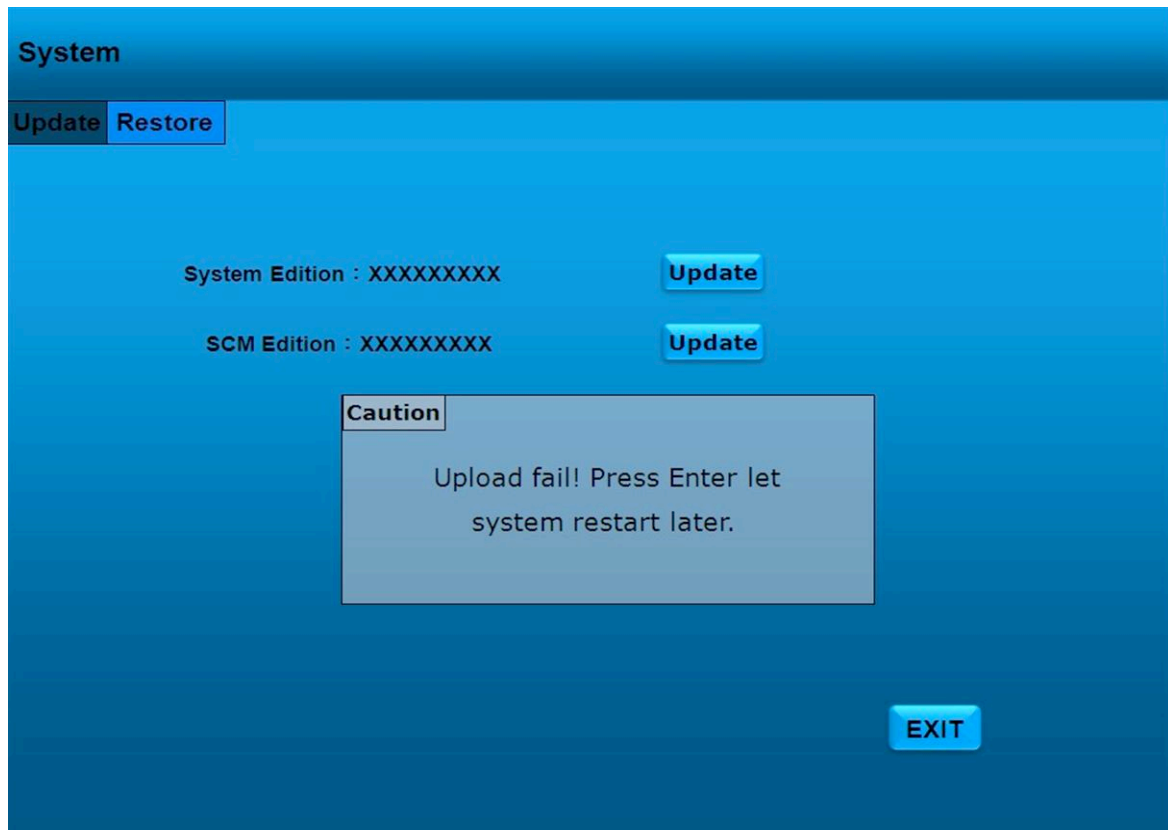 System
Update Restore
System Edition：XXXXXXXXX Update
SCM Edition：XXXXXXXXX Update
Caution
Upload fail! Press Enter let
system restart later.
EXIT